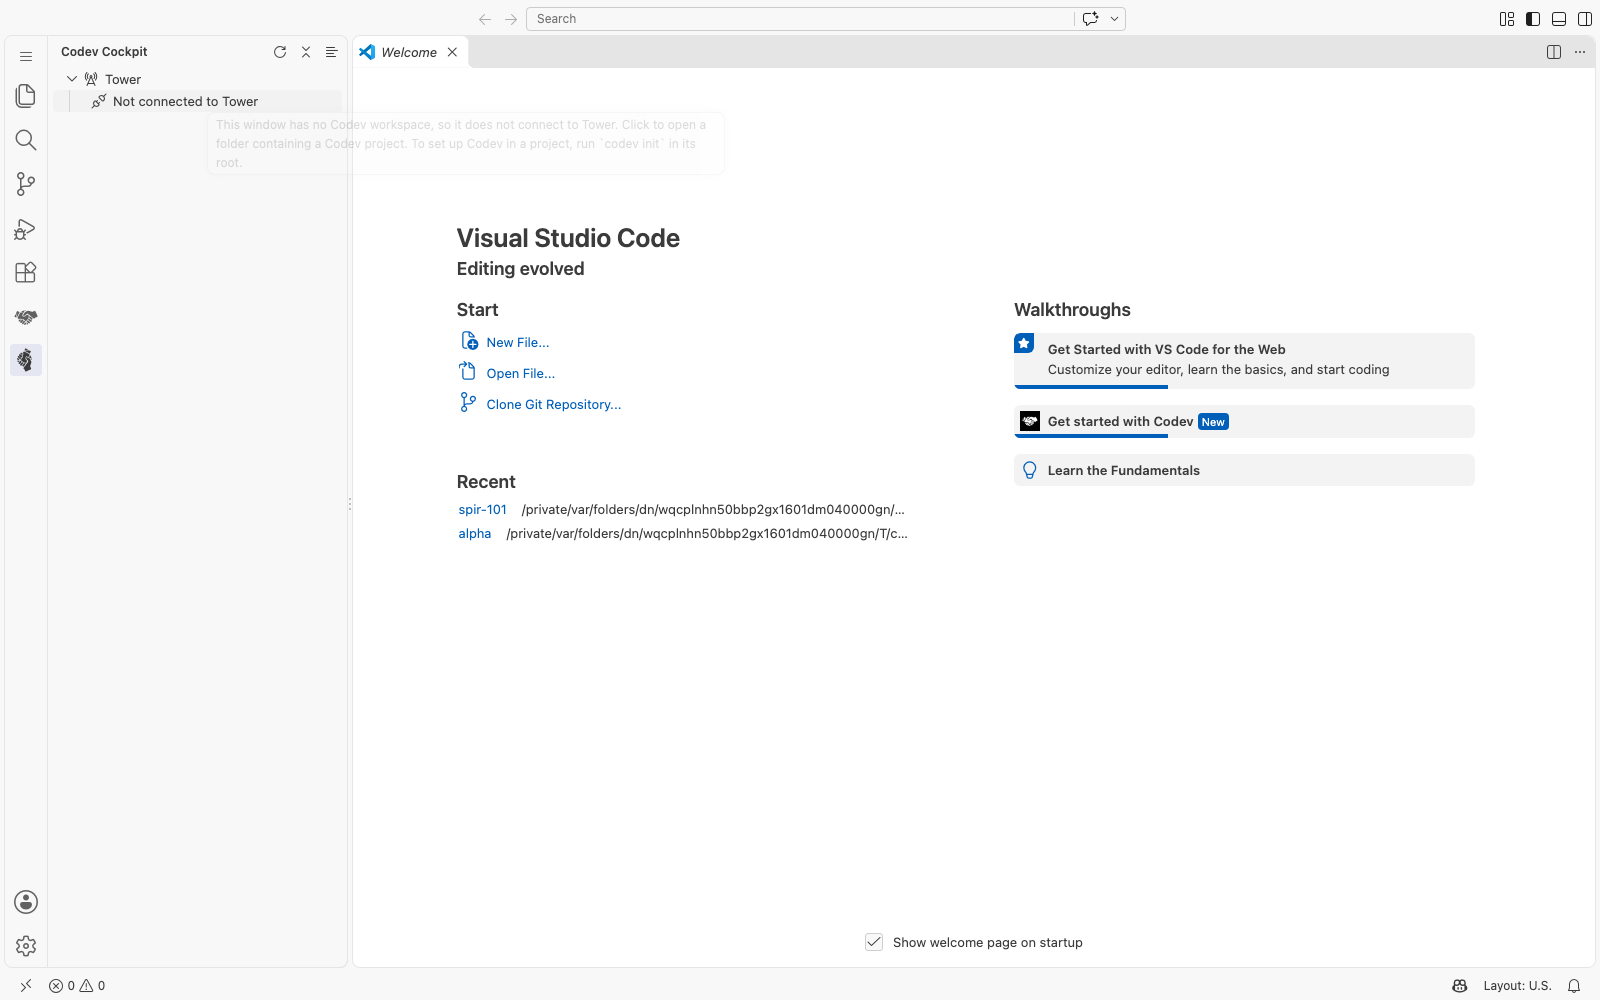 Search
Codev Cockpit
Welcome
Tower
Not connected to Tower
This window has no Codev workspace, so it does not connect to Tower. Click to open a
folder containing a Codev project. To set up Codev in a project, run `codev init` in its
root.
Visual Studio Code
Editing evolved
Start
New File...
Open File...
Clone Git Repository...
Recent
spir-101 /private/var/folders/dn/wqcplnhn50bbp2gx1601dm040000gn/...
alpha /private/var/folders/dn/wqcplnhn50bbp2gx1601dm040000gn/T/c...
Walkthroughs
Get Started with VS Code for the Web
Customize your editor, learn the basics, and start coding
Get started with Codev New
Learn the Fundamentals
Show welcome page on startup
0 0
Layout: U.S.